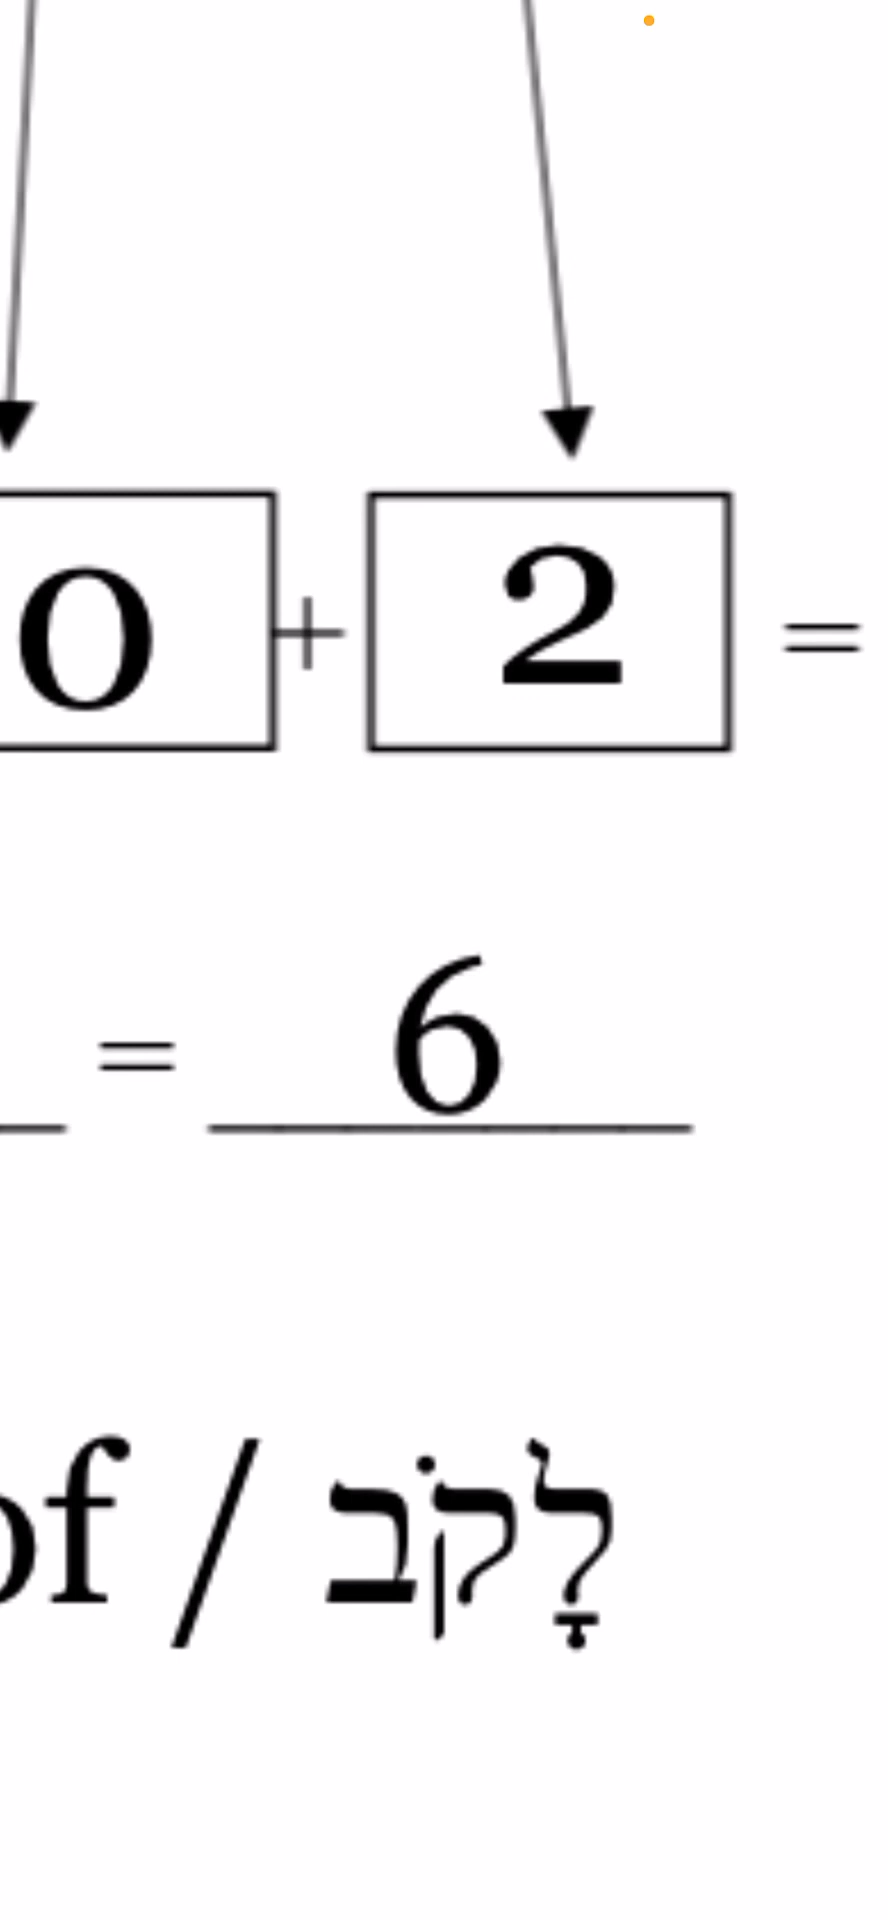 0 + 2 =
= 6
of / לָקֹב